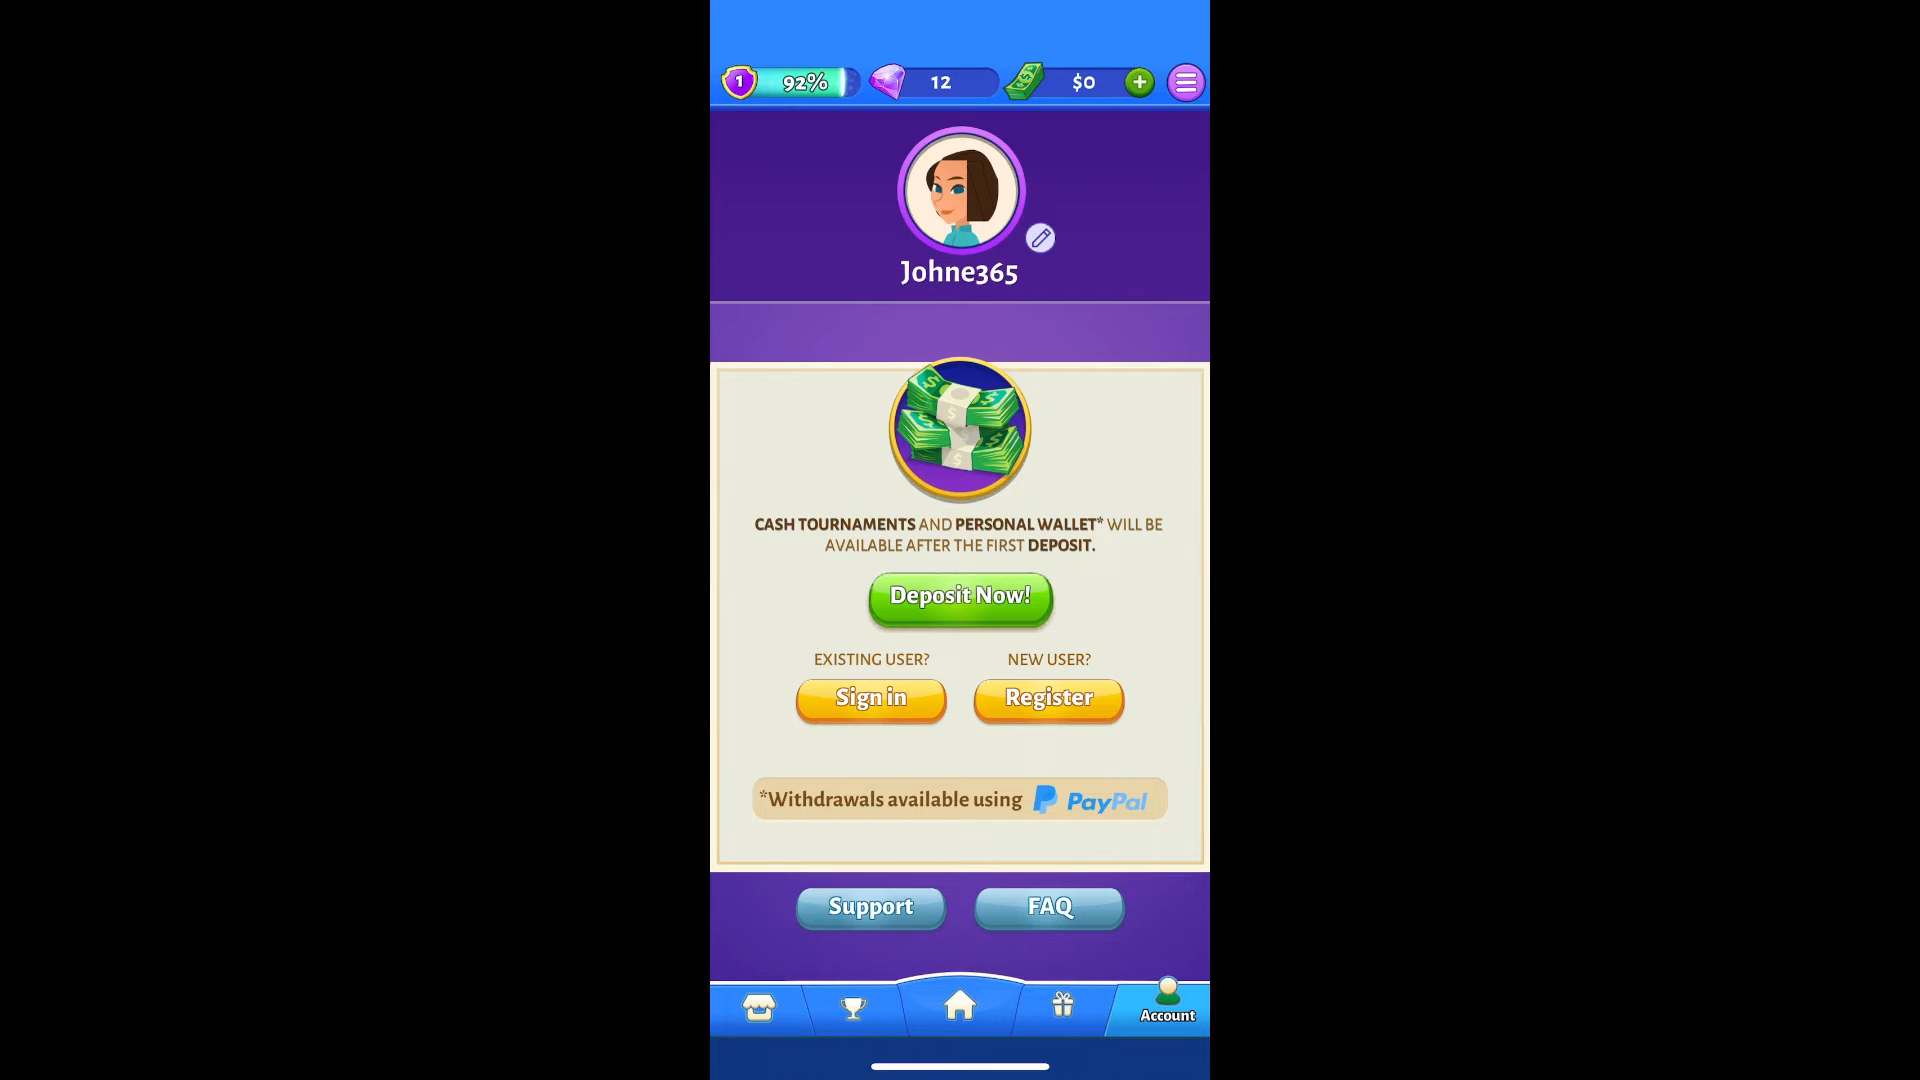 1 92% 12 $0 +
Johne365
CASH TOURNAMENTS AND PERSONAL WALLET* WILL BE
AVAILABLE AFTER THE FIRST DEPOSIT.
Deposit Now!
EXISTING USER? NEW USER?
Sign in Register
*Withdrawals available using PayPal
Support FAQ
Account